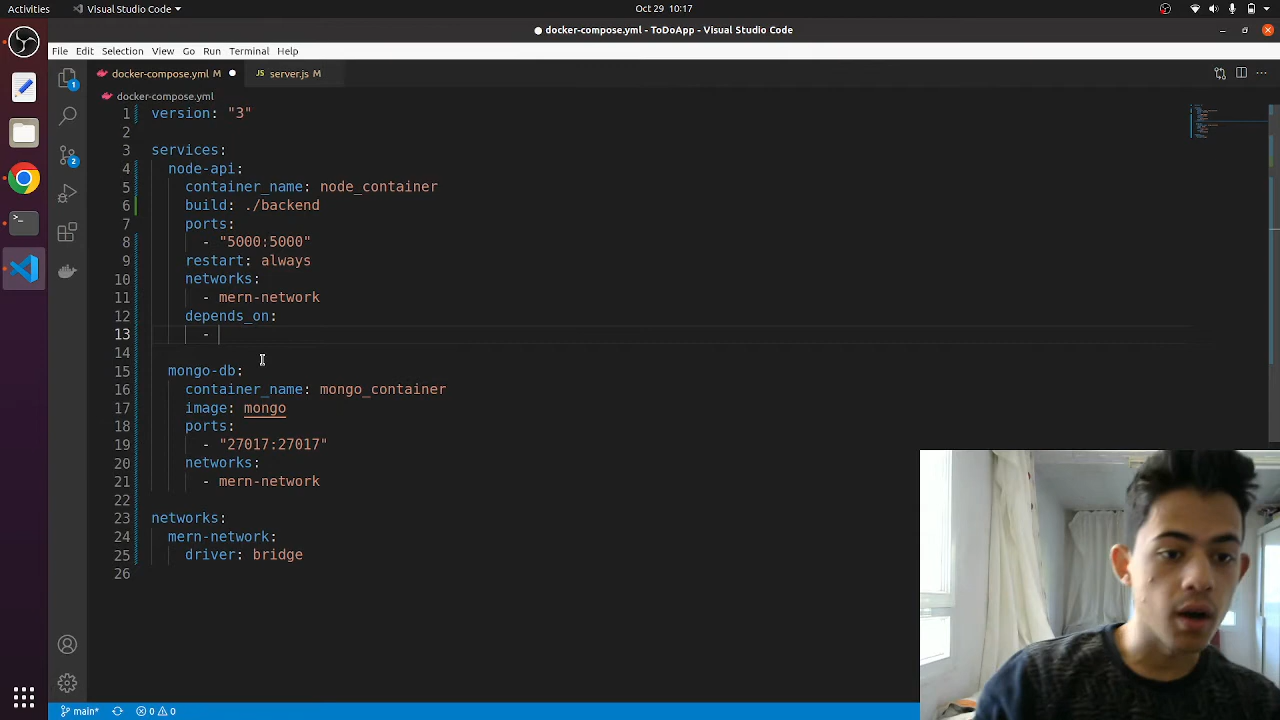 Activities
Visual Studio Code
Oct 29 10:17
docker-compose.yml - ToDoApp - Visual Studio Code
File Edit Selection View Go Run Terminal Help
docker-compose.yml M
JS server.js M
docker-compose.yml
1 version: "3"
2
3 services:
4 node-api:
5 container_name: node_container
6 build: ./backend
7 ports:
8 - "5000:5000"
9 restart: always
10 networks:
11 - mern-network
12 depends_on:
13 -
14
15 mongo-db:
16 container_name: mongo_container
17 image: mongo
18 ports:
19 - "27017:27017"
20 networks:
21 - mern-network
22
23 networks:
24 mern-network:
25 driver: bridge
26
1
2
main* 0 0